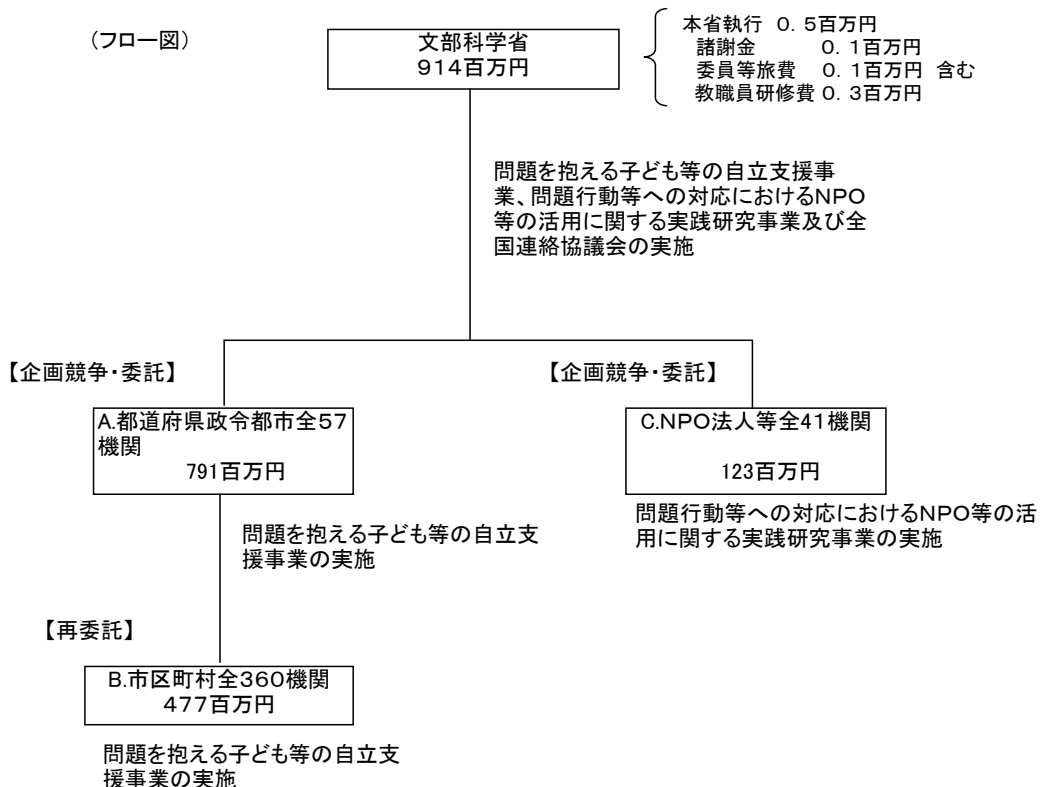 (フロー図)
文部科学省
914百万円
本省執行 0.5百万円
諸謝金 0.1百万円
委員等旅費 0.1百万円 含む
教職員研修費 0.3百万円
問題を抱える子ども等の自立支援事
業、問題行動等への対応におけるNPO
等の活用に関する実践研究事業及び全
国連絡協議会の実施
【企画競争・委託】
A.都道府県政令都市全57
機関
791百万円
問題を抱える子ども等の自立支
援事業の実施
【再委託】
B.市区町村全360機関
477百万円
問題を抱える子ども等の自立支
援事業の実施
【企画競争・委託】
C.NPO法人等全41機関
123百万円
問題行動等への対応におけるNPO等の活
用に関する実践研究事業の実施